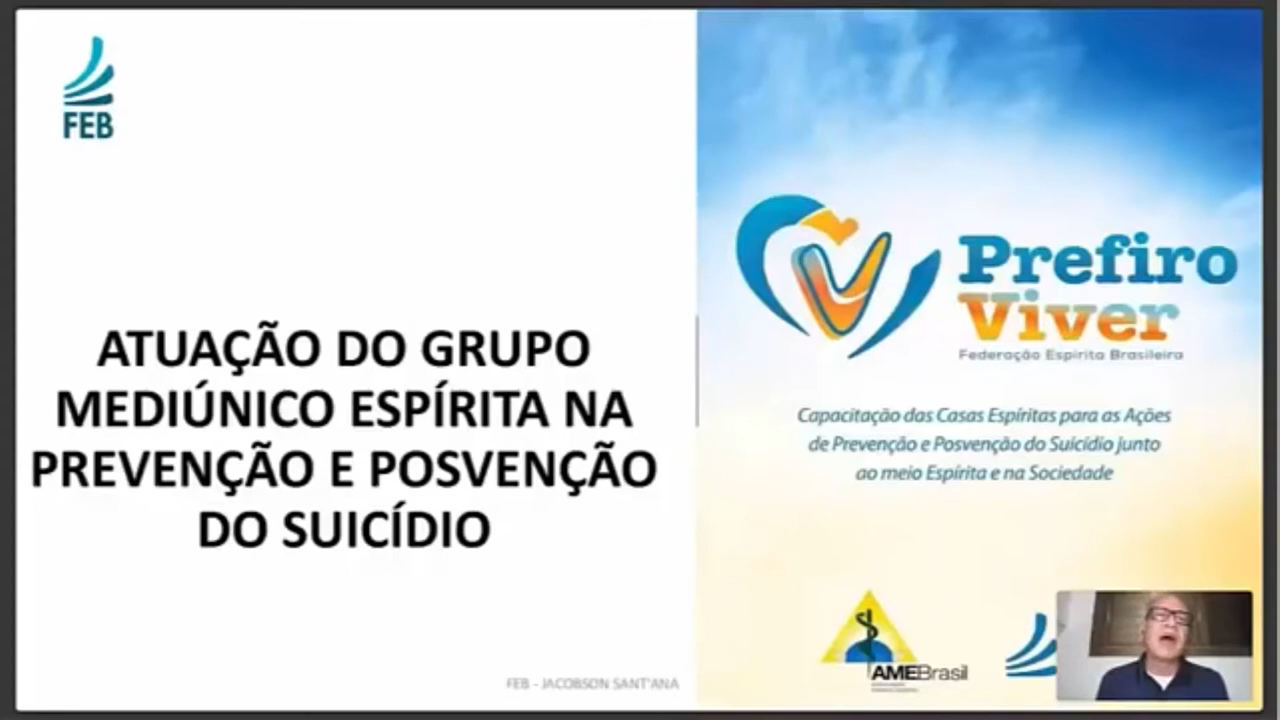 FEB
ATUAÇÃO DO GRUPO
MEDIÚNICO ESPÍRITA NA
PREVENÇÃO E POSVENÇÃO
DO SUICÍDIO
FEB - JACOBSON SANT'ANA
Prefiro
Viver
Federação Espírita Brasileira
Capacitação das Casas Espíritas para as Ações
de Prevenção e Posvenção do Suicídio junto
ao meio Espírita e na Sociedade
AMEBrasil